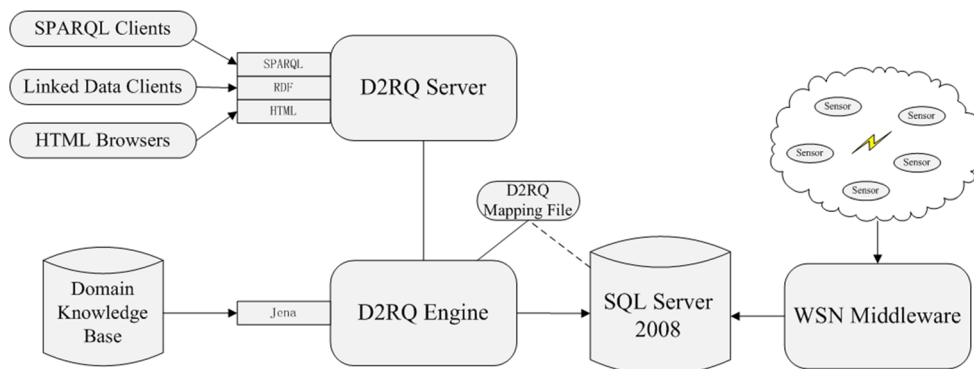 SPARQL Clients
Linked Data Clients
HTML Browsers
SPARQL
RDF
HTML
D2RQ Server
Sensor
Sensor
Sensor
Sensor
Sensor
D2RQ
Mapping File
Domain
Knowledge
Base
Jena
D2RQ Engine
SQL Server
2008
WSN Middleware